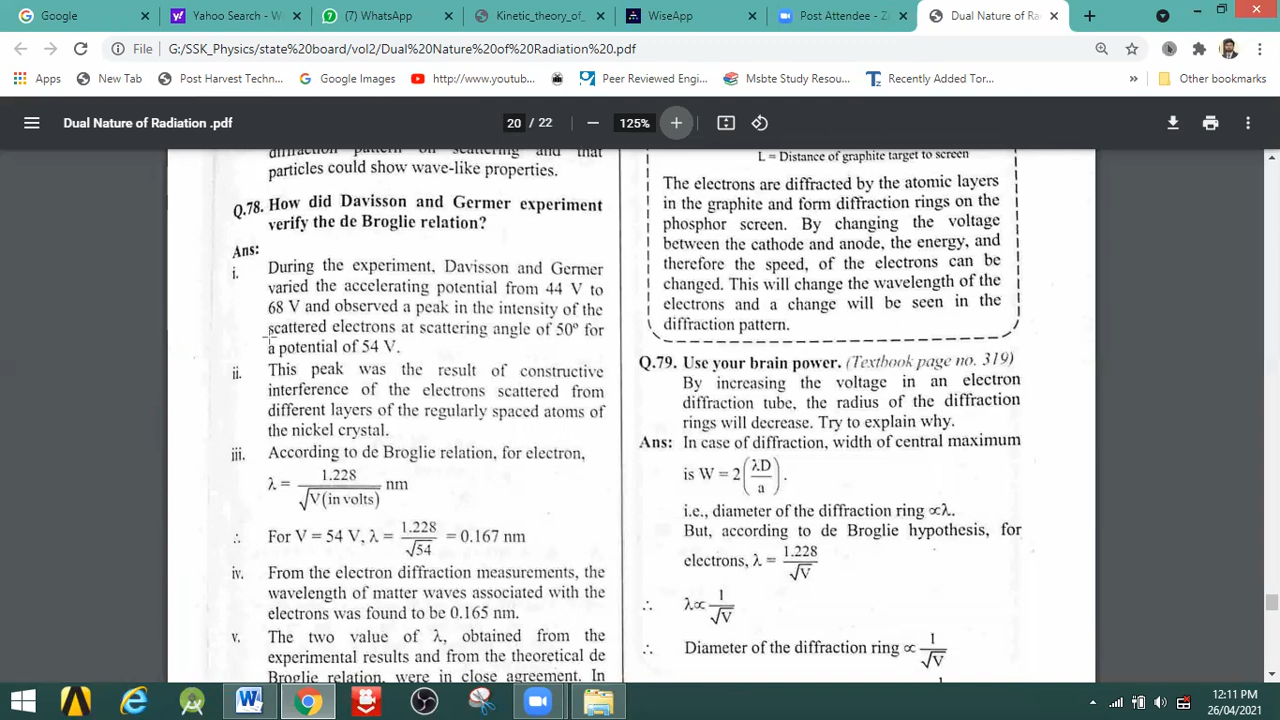 Google
Yahoo Search - W
(7) WhatsApp
Kinetic_theory_of_
WiseApp
Post Attendee - Z
Dual Nature of Ra
File
G:/SSK_Physics/state%20board/vol2/Dual%20Nature%20of%20Radiation%20.pdf
Apps
New Tab
Post Harvest Techn...
Google Images
http://www.youtub...
Peer Reviewed Engi...
Msbte Study Resou...
Recently Added Tor...
»
Other bookmarks
Dual Nature of Radiation .pdf
20 / 22
125%
diffraction pattern on scattering and that
particles could show wave-like properties.
Q.78. How did Davisson and Germer experiment
verify the de Broglie relation?
Ans:
i. During the experiment, Davisson and Germer
varied the accelerating potential from 44 V to
68 V and observed a peak in the intensity of the
scattered electrons at scattering angle of 50º for
a potential of 54 V.
ii. This peak was the result of constructive
interference of the electrons scattered from
different layers of the regularly spaced atoms of
the nickel crystal.
iii. According to de Broglie relation, for electron,
λ = 1.228 / √V(in volts) nm
∴ For V = 54 V, λ = 1.228 / √54 = 0.167 nm
iv. From the electron diffraction measurements, the
wavelength of matter waves associated with the
electrons was found to be 0.165 nm.
v. The two value of λ, obtained from the
experimental results and from the theoretical de
Broglie relation, were in close agreement. In
L = Distance of graphite target to screen
The electrons are diffracted by the atomic layers
in the graphite and form diffraction rings on the
phosphor screen. By changing the voltage
between the cathode and anode, the energy, and
therefore the speed, of the electrons can be
changed. This will change the wavelength of the
electrons and a change will be seen in the
diffraction pattern.
Q.79. Use your brain power. (Textbook page no. 319)
By increasing the voltage in an electron
diffraction tube, the radius of the diffraction
rings will decrease. Try to explain why.
Ans: In case of diffraction, width of central maximum
is W = 2 (λD / a) .
i.e., diameter of the diffraction ring ∝λ.
But, according to de Broglie hypothesis, for
electrons, λ = 1.228 / √V
∴ λ∝ 1 / √V
∴ Diameter of the diffraction ring ∝ 1 / √V
1
12:11 PM
26/04/2021